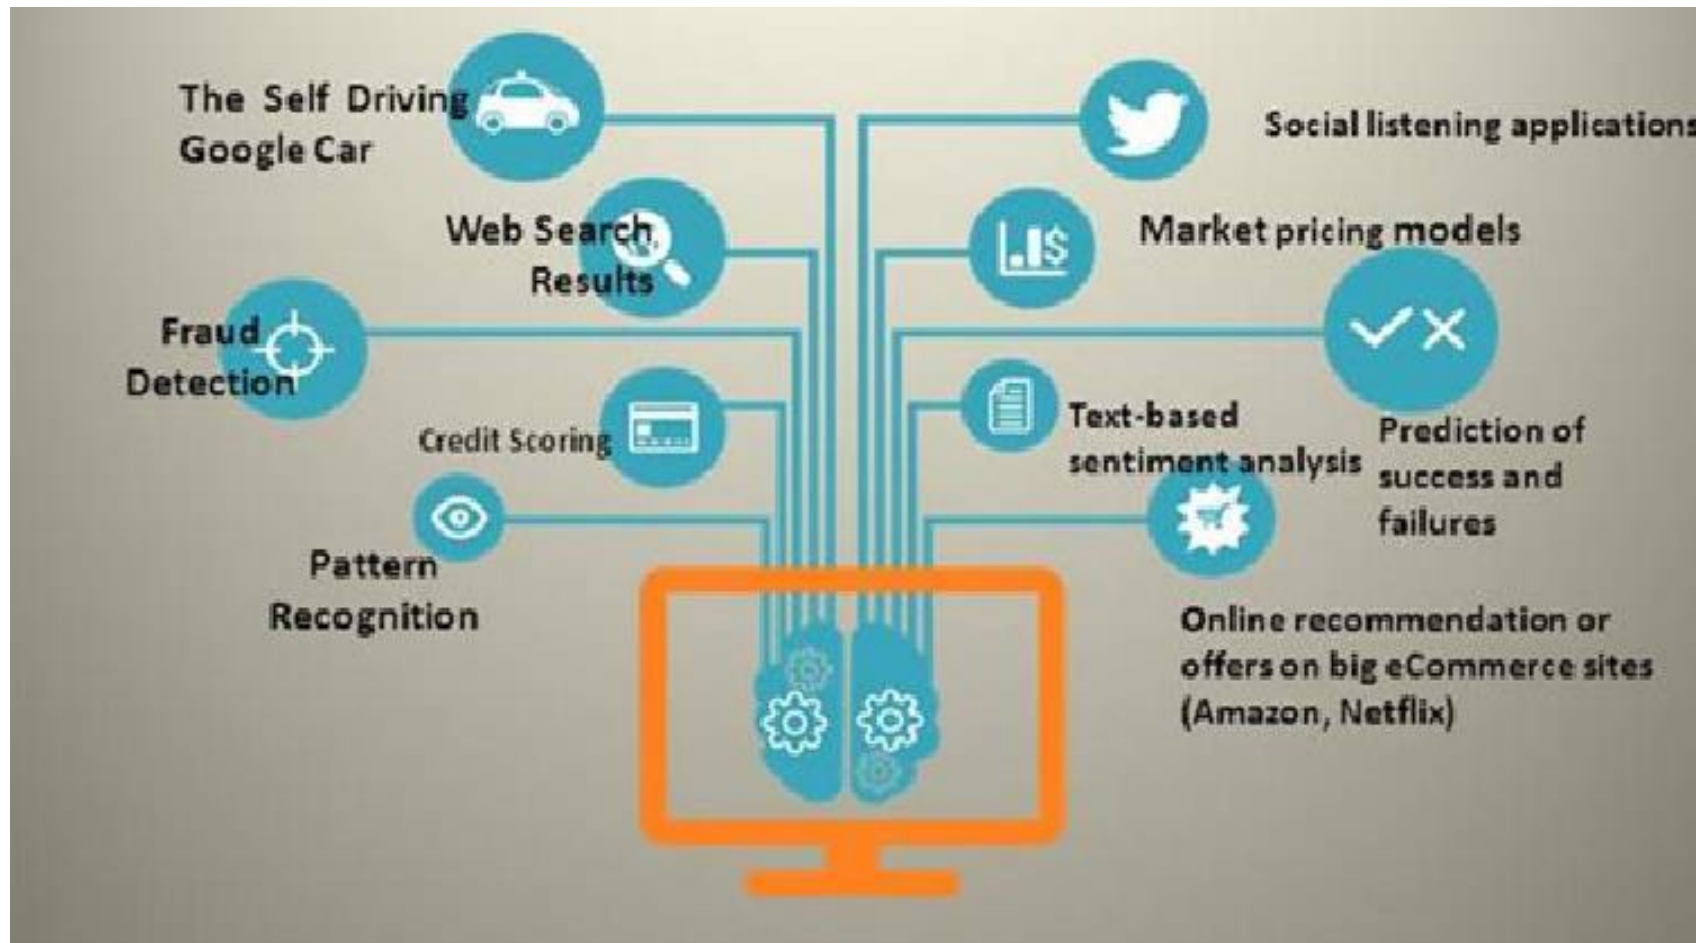 The Self Driving
Google Car
Web Search
Results
Fraud
Detection
Credit Scoring
Pattern
Recognition
Social listening applications
Market pricing models
$
Text-based
sentiment analysis
Prediction of
success and
failures
Online recommendation or
offers on big eCommerce sites
(Amazon, Netflix)